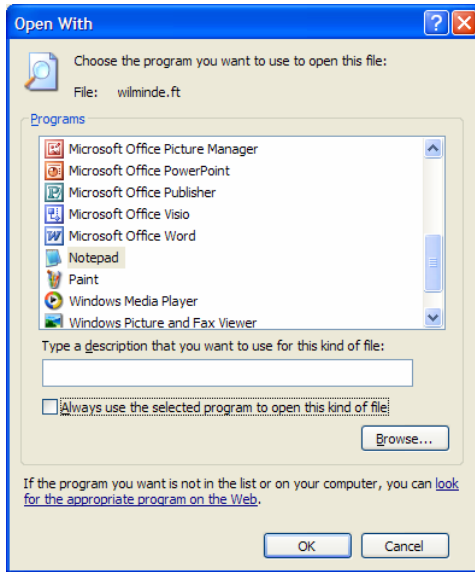 Open With
Choose the program you want to use to open this file:
File: wilminde.ft
Programs
Microsoft Office Picture Manager
Microsoft Office PowerPoint
Microsoft Office Publisher
Microsoft Office Visio
Microsoft Office Word
Notepad
Paint
Windows Media Player
Windows Picture and Fax Viewer
Type a description that you want to use for this kind of file:
Always use the selected program to open this kind of file
Browse...
If the program you want is not in the list or on your computer, you can look
for the appropriate program on the Web.
OK Cancel